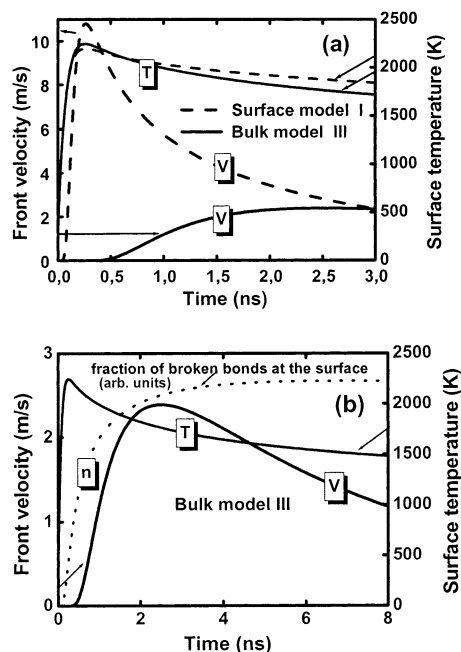 (a)
Front velocity (m/s)
10
8
6
4
2
0
2500
2000
1500
1000
500
0
Surface temperature (K)
T
Surface model I
Bulk model III
V
V
0,0 0,5 1,0 1,5 2,0 2,5 3,0
Time (ns)
(b)
Front velocity (m/s)
3
2
1
0
2500
2000
1500
1000
500
0
Surface temperature (K)
fraction of broken bonds at the surface
(arb. units)
T
n
V
Bulk model III
0 2 4 6 8
Time (ns)